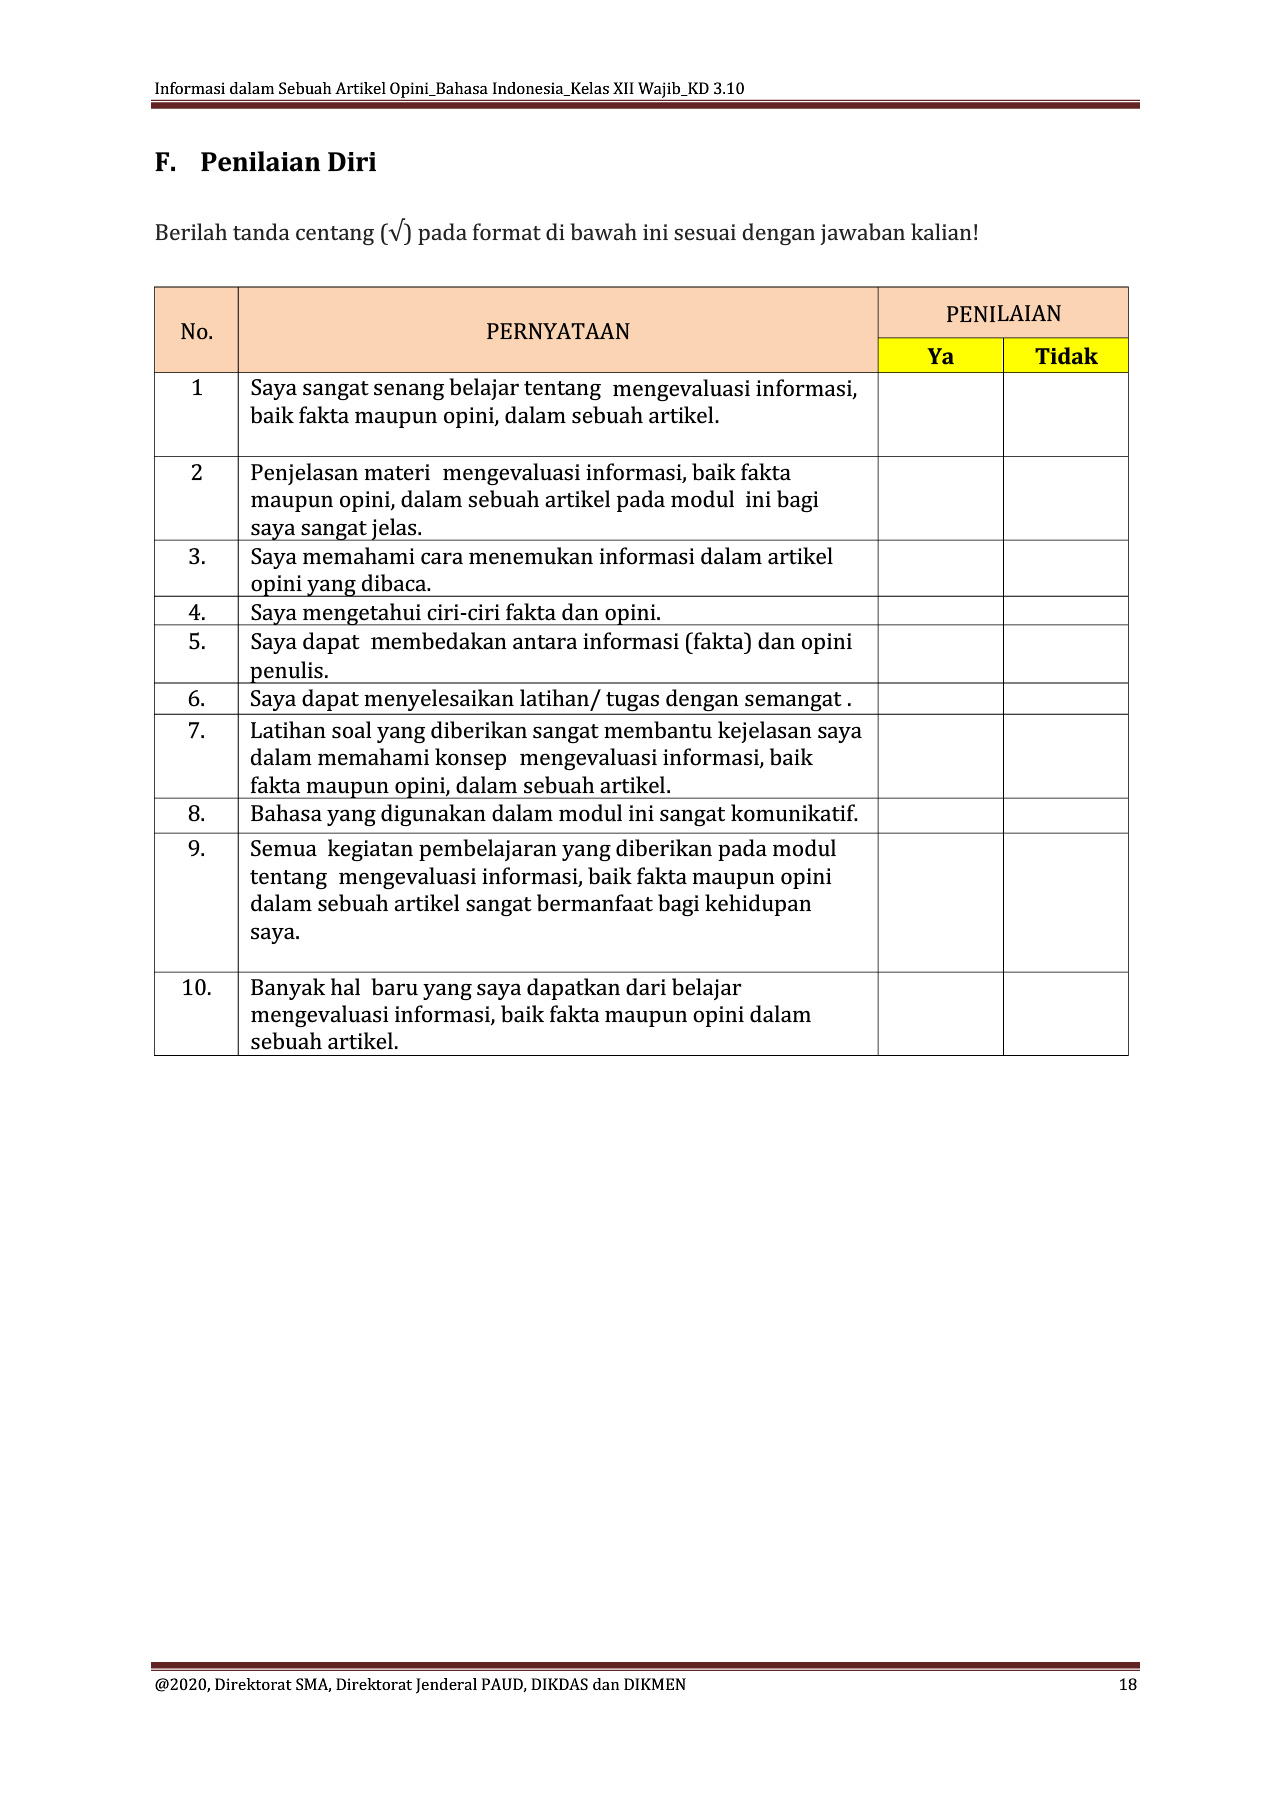 Informasi dalam Sebuah Artikel Opini_Bahasa Indonesia_Kelas XII Wajib_KD 3.10
F. Penilaian Diri
Berilah tanda centang (√) pada format di bawah ini sesuai dengan jawaban kalian!
No. PERNYATAAN PENILAIAN
Ya Tidak
1 Saya sangat senang belajar tentang mengevaluasi informasi,
baik fakta maupun opini, dalam sebuah artikel.
2 Penjelasan materi mengevaluasi informasi, baik fakta
maupun opini, dalam sebuah artikel pada modul ini bagi
saya sangat jelas.
3. Saya memahami cara menemukan informasi dalam artikel
opini yang dibaca.
4. Saya mengetahui ciri-ciri fakta dan opini.
5. Saya dapat membedakan antara informasi (fakta) dan opini
penulis.
6. Saya dapat menyelesaikan latihan/ tugas dengan semangat .
7. Latihan soal yang diberikan sangat membantu kejelasan saya
dalam memahami konsep mengevaluasi informasi, baik
fakta maupun opini, dalam sebuah artikel.
8. Bahasa yang digunakan dalam modul ini sangat komunikatif.
9. Semua kegiatan pembelajaran yang diberikan pada modul
tentang mengevaluasi informasi, baik fakta maupun opini
dalam sebuah artikel sangat bermanfaat bagi kehidupan
saya.
10. Banyak hal baru yang saya dapatkan dari belajar
mengevaluasi informasi, baik fakta maupun opini dalam
sebuah artikel.
@2020, Direktorat SMA, Direktorat Jenderal PAUD, DIKDAS dan DIKMEN 18